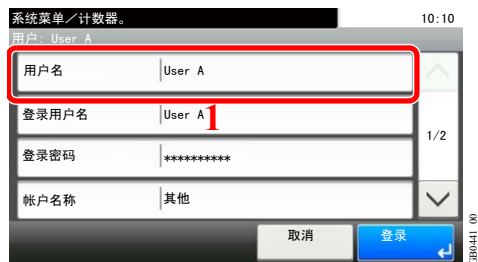 系统菜单／计数器。 10:10
用户: User A
用户名 User A
登录用户名 User A
1
1/2
登录密码 **********
帐户名称 其他
取消 登录
GB0441_00